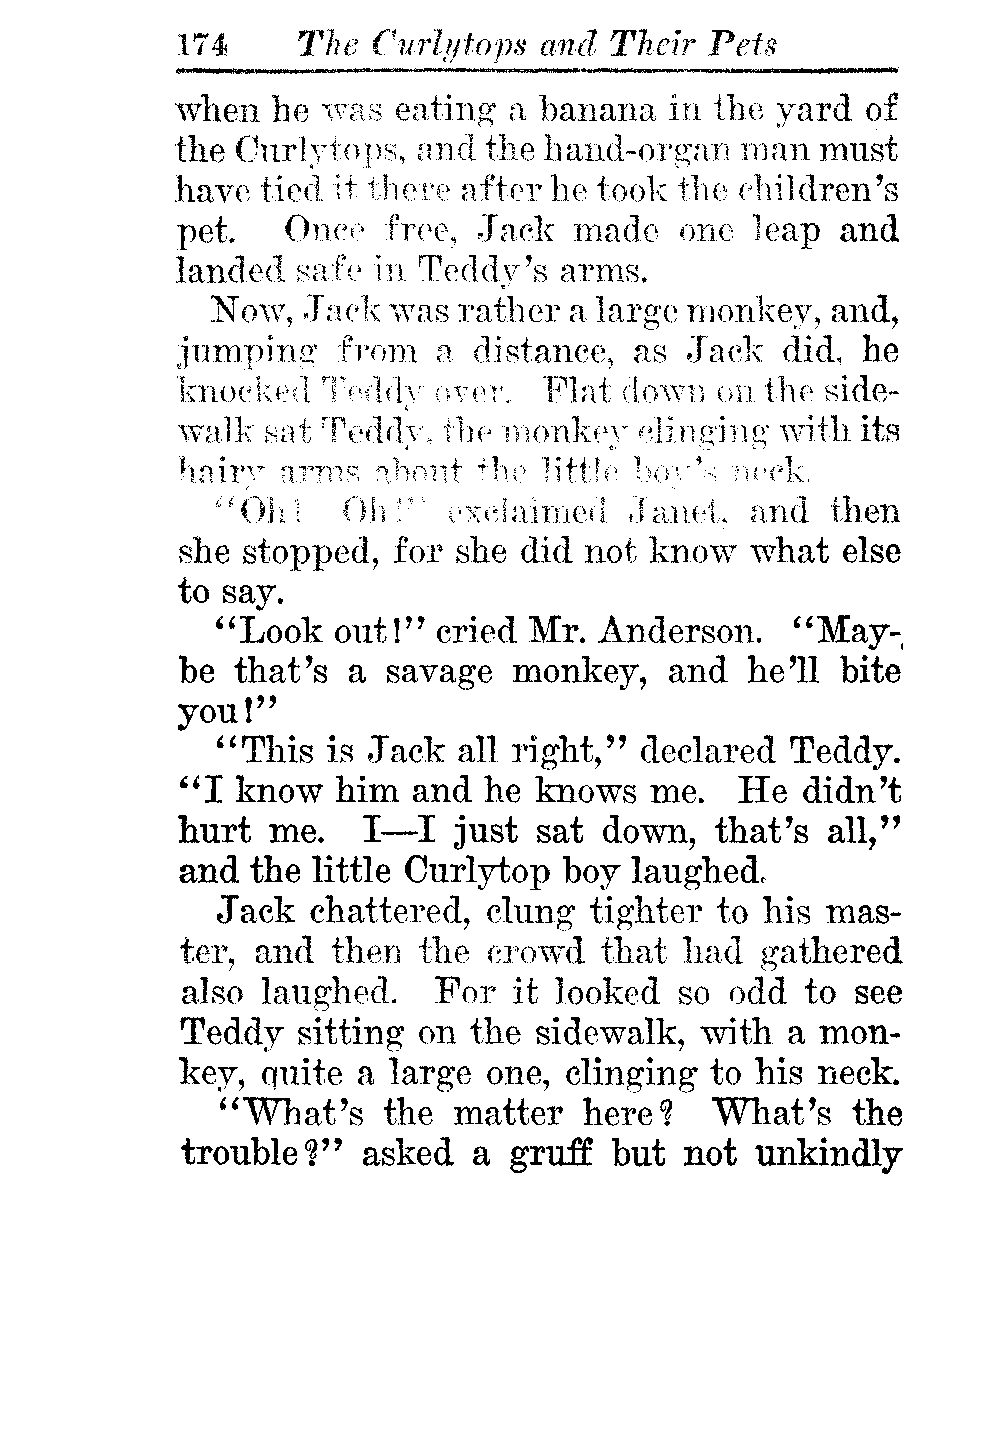 174 The Curlytops and Their Pets
when he was eating a banana in the yard of
the Curlytops, and the hand-organ man must
have tied it there after he took the children's
pet. Once free, Jack made one leap and
landed safe in Teddy's arms.
Now, Jack was rather a large monkey, and,
jumping from a distance, as Jack did, he
knocked Teddy over. Flat down on the side-
walk sat Teddy, the monkey clinging with its
hairy arms about the little boy's neck.
"Oh! Oh!" exclaimed Janet, and then
she stopped, for she did not know what else
to say.
"Look out!" cried Mr. Anderson. "May-
be that's a savage monkey, and he'll bite
you!"
"This is Jack all right," declared Teddy.
"I know him and he knows me. He didn't
hurt me. I—I just sat down, that's all,"
and the little Curlytop boy laughed.
Jack chattered, clung tighter to his mas-
ter, and then the crowd that had gathered
also laughed. For it looked so odd to see
Teddy sitting on the sidewalk, with a mon-
key, quite a large one, clinging to his neck.
"What's the matter here? What's the
trouble?" asked a gruff but not unkindly